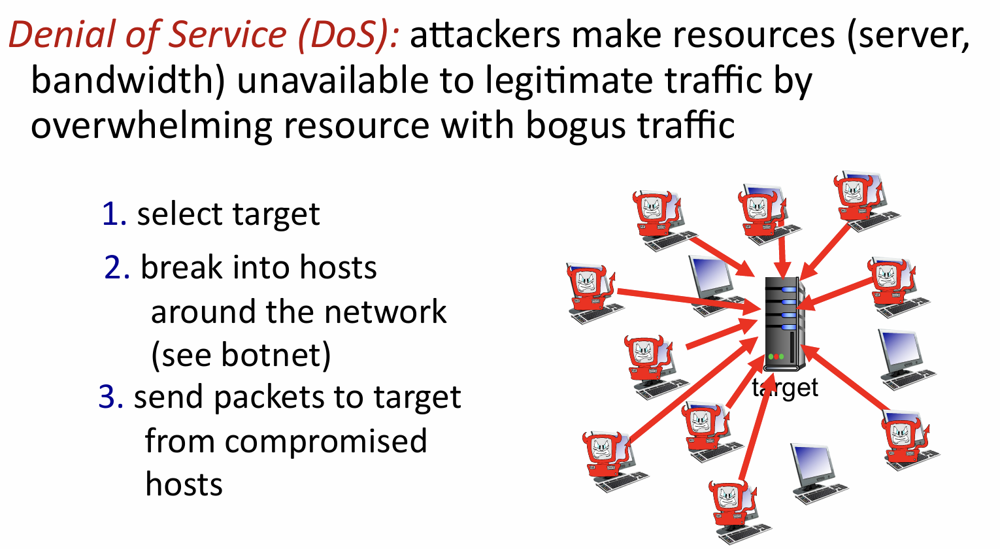 Denial of Service (DoS): attackers make resources (server,
bandwidth) unavailable to legitimate traffic by
overwhelming resource with bogus traffic
1. select target
2. break into hosts
around the network
(see botnet)
3. send packets to target
from compromised
hosts
target